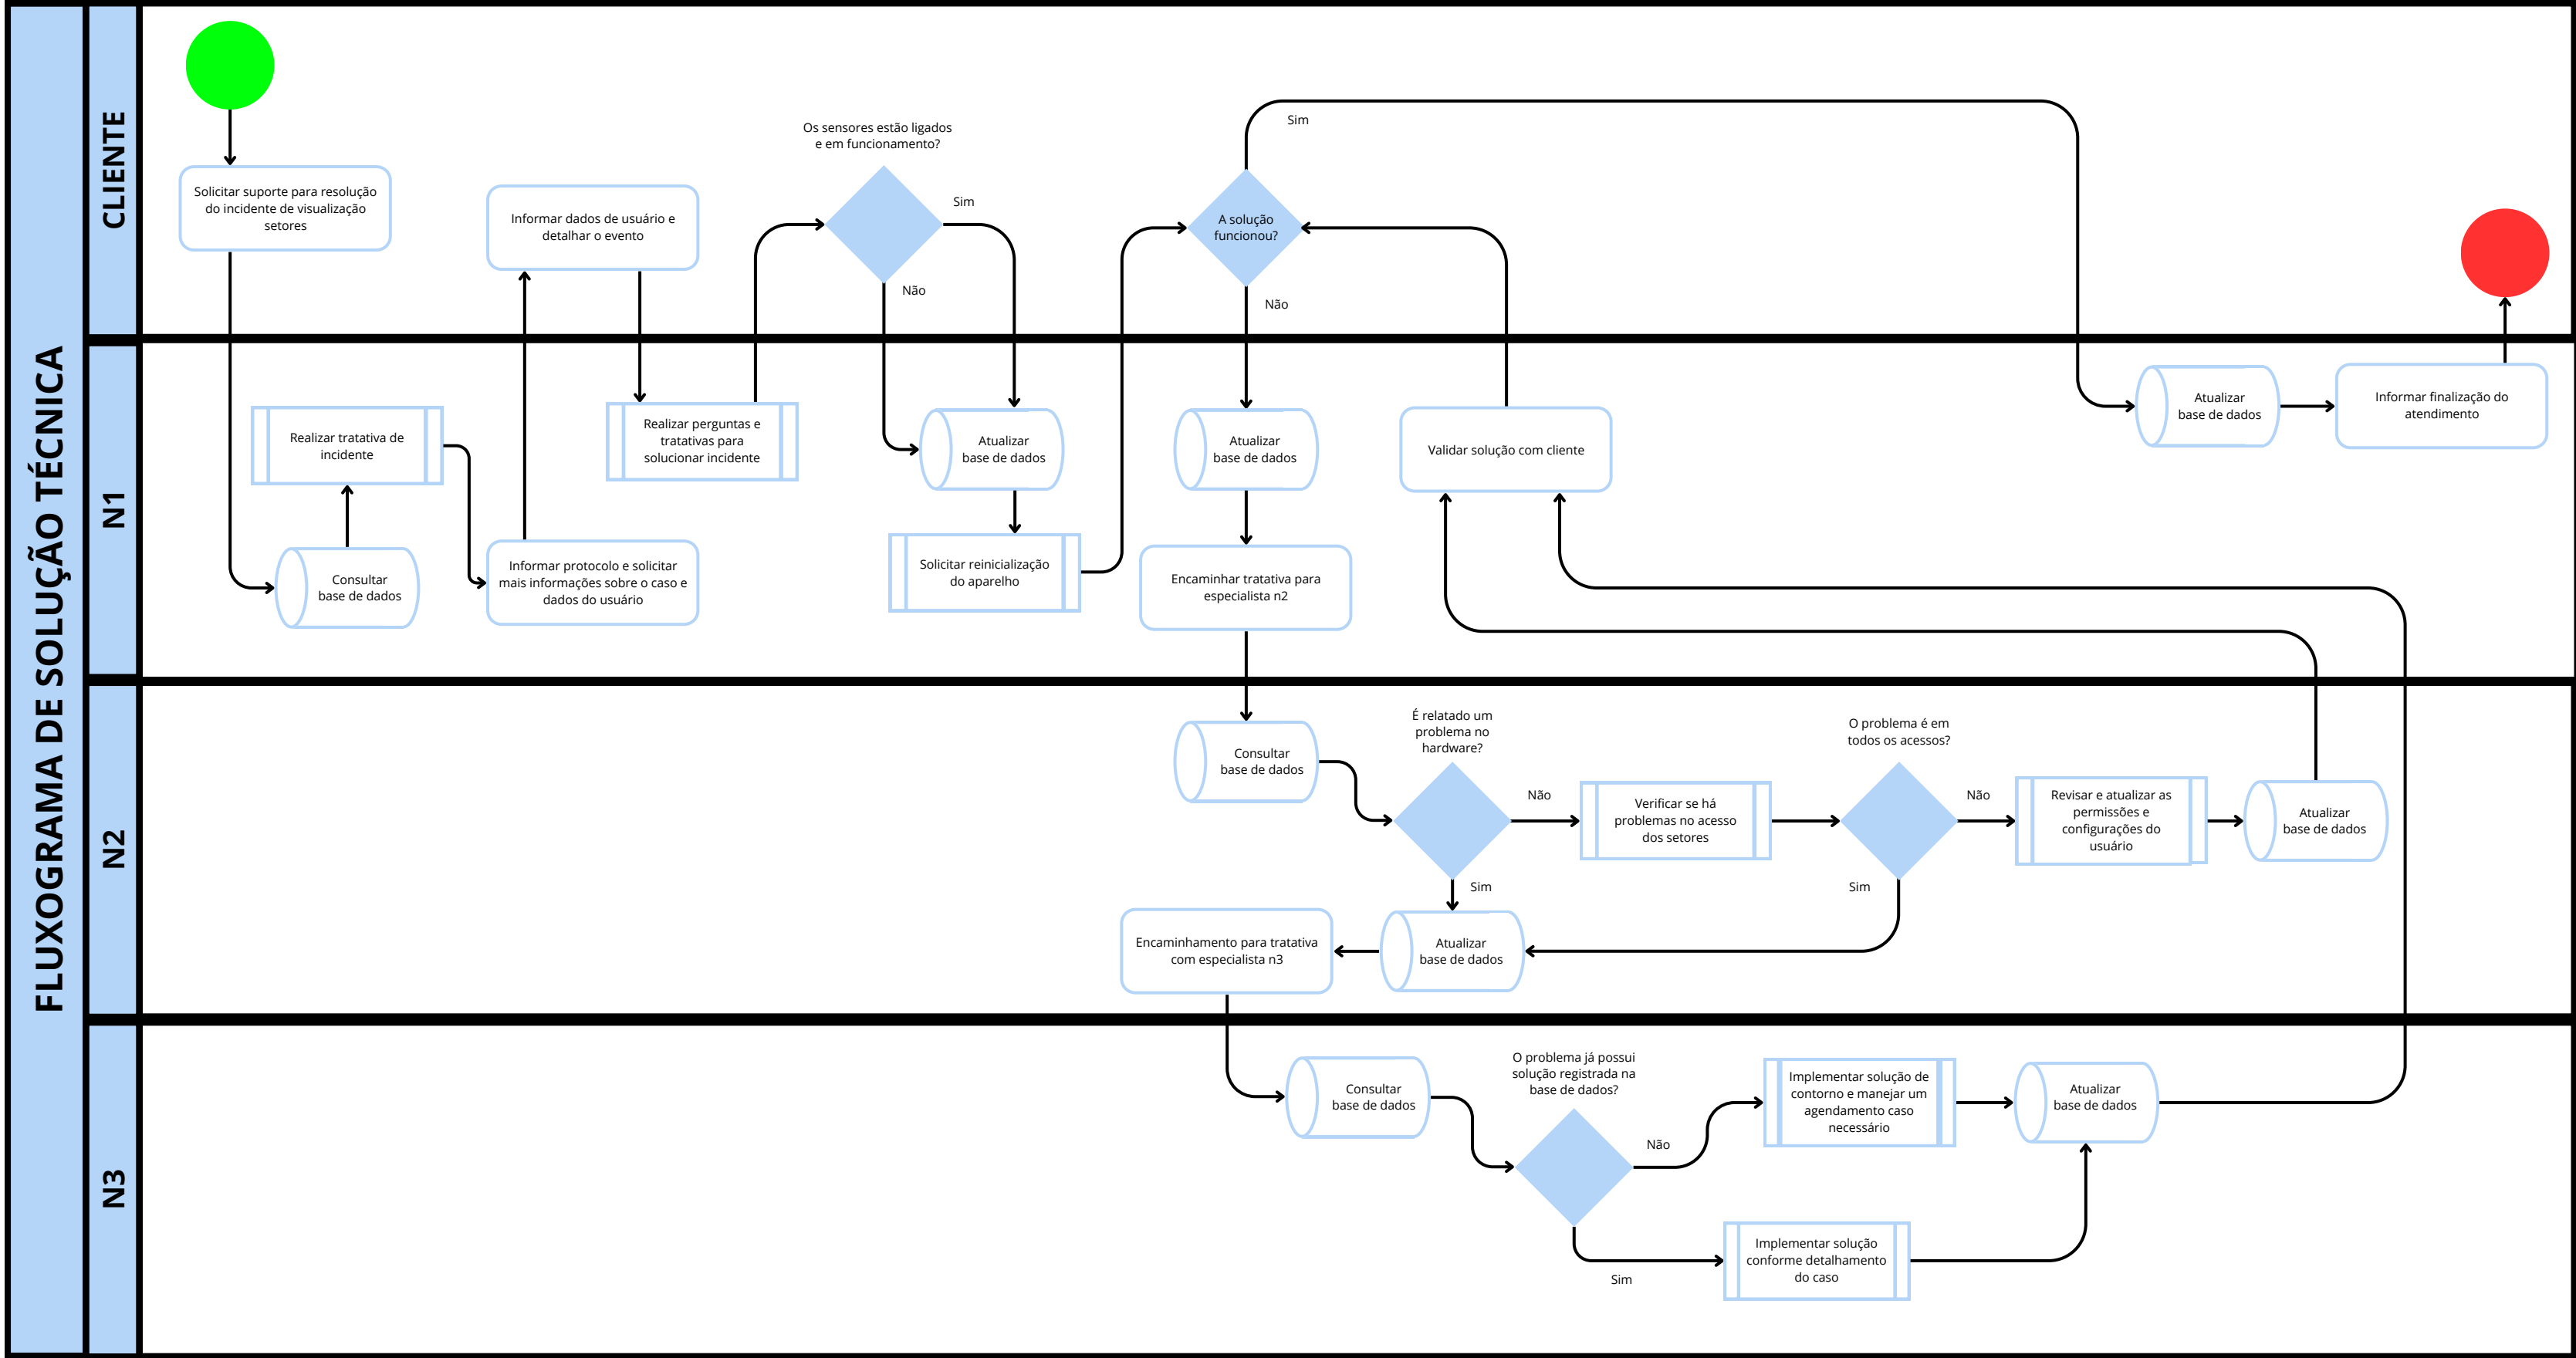 FLUXOGRAMA DE SOLUÇÃO TÉCNICA
CLIENTE
Solicitar suporte para resolução
do incidente de visualização
setores
Informar dados de usuário e
detalhar o evento
Os sensores estão ligados
e em funcionamento?
Sim
Não
A solução
funcionou?
Sim
Não
N1
Realizar tratativa de
incidente
Consultar
base de dados
Informar protocolo e solicitar
mais informações sobre o caso e
dados do usuário
Realizar perguntas e
tratativas para
solucionar incidente
Atualizar
base de dados
Solicitar reinicialização
do aparelho
Atualizar
base de dados
Encaminhar tratativa para
especialista n2
Validar solução com cliente
Atualizar
base de dados
Informar finalização do
atendimento
N2
Consultar
base de dados
É relatado um
problema no
hardware?
Não
Sim
Verificar se há
problemas no acesso
dos setores
O problema é em
todos os acessos?
Não
Sim
Revisar e atualizar as
permissões e
configurações do
usuário
Atualizar
base de dados
Encaminhamento para tratativa
com especialista n3
Atualizar
base de dados
N3
Consultar
base de dados
O problema já possui
solução registrada na
base de dados?
Não
Sim
Implementar solução de
contorno e manejar um
agendamento caso
necessário
Atualizar
base de dados
Implementar solução
conforme detalhamento
do caso